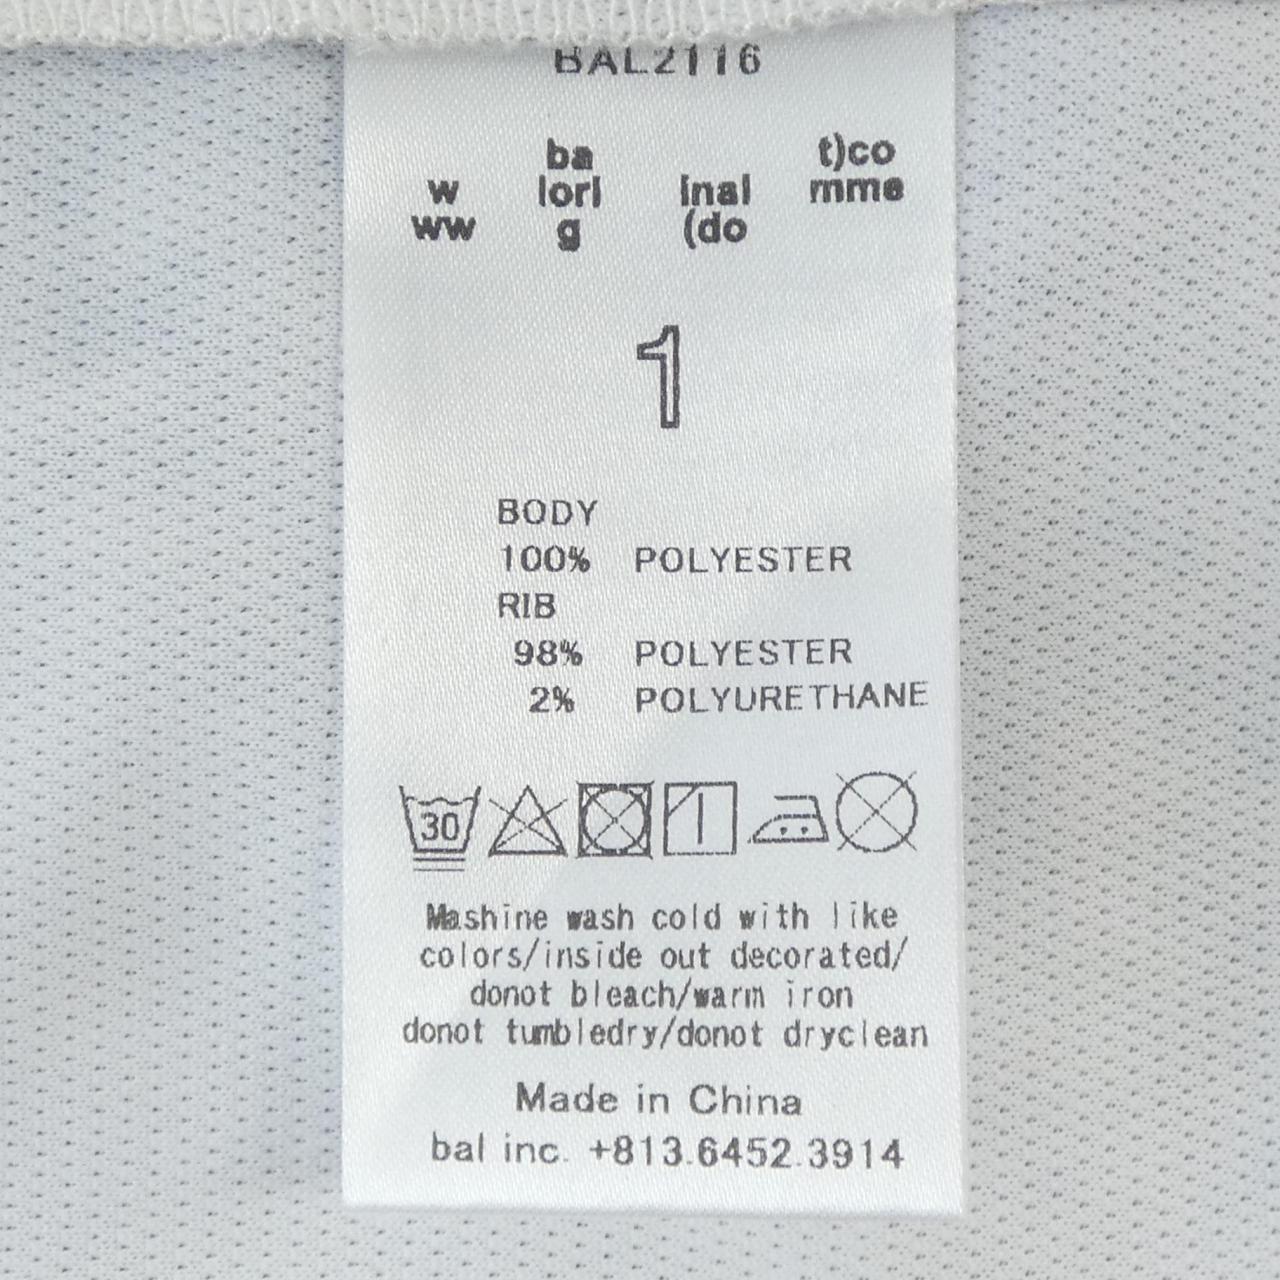 BAL2116
ba t)co
w lorl inal mme
ww g (do
1
BODY
100% POLYESTER
RIB
98% POLYESTER
2% POLYURETHANE
30
Mashine wash cold with like
colors/inside out decorated/
donot bleach/warm iron
donot tumbledry/donot dryclean
Made in China
bal inc. +813.6452.3914